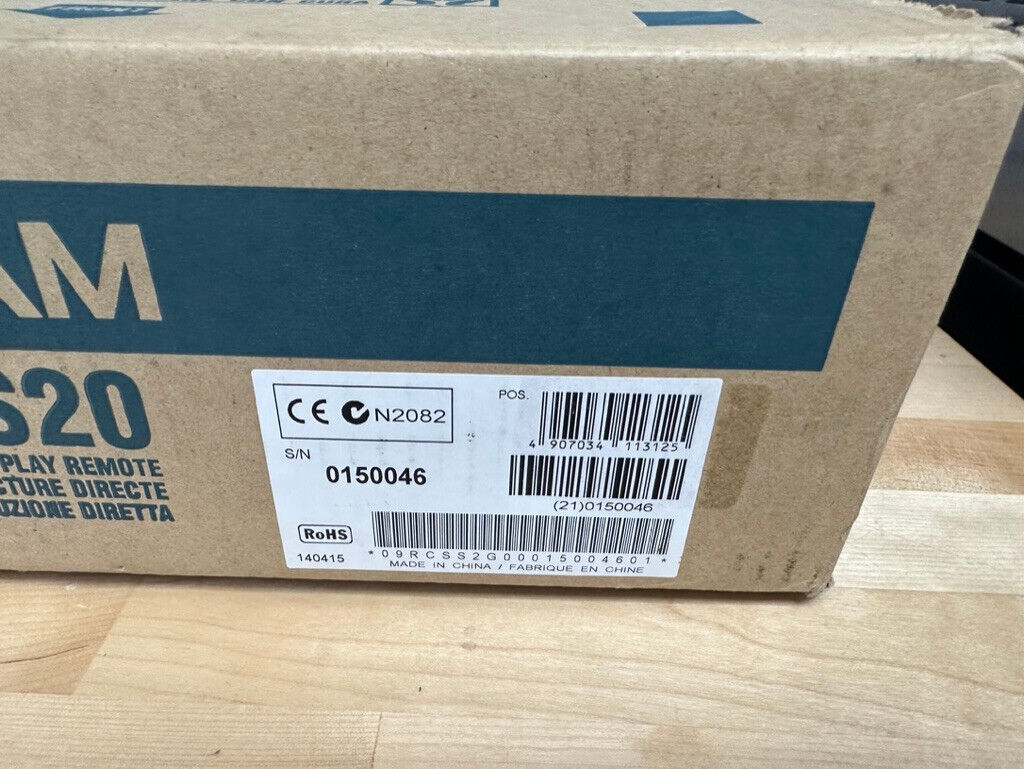 AM
S20
PLAY REMOTE
CTURE DIRECTE
UZIONE DIRETTA
CE N2082
POS.
4 907034 113125
S/N
0150046
(21)0150046
RoHS
140415
*09RCSS2G00015004601*
MADE IN CHINA / FABRIQUE EN CHINE